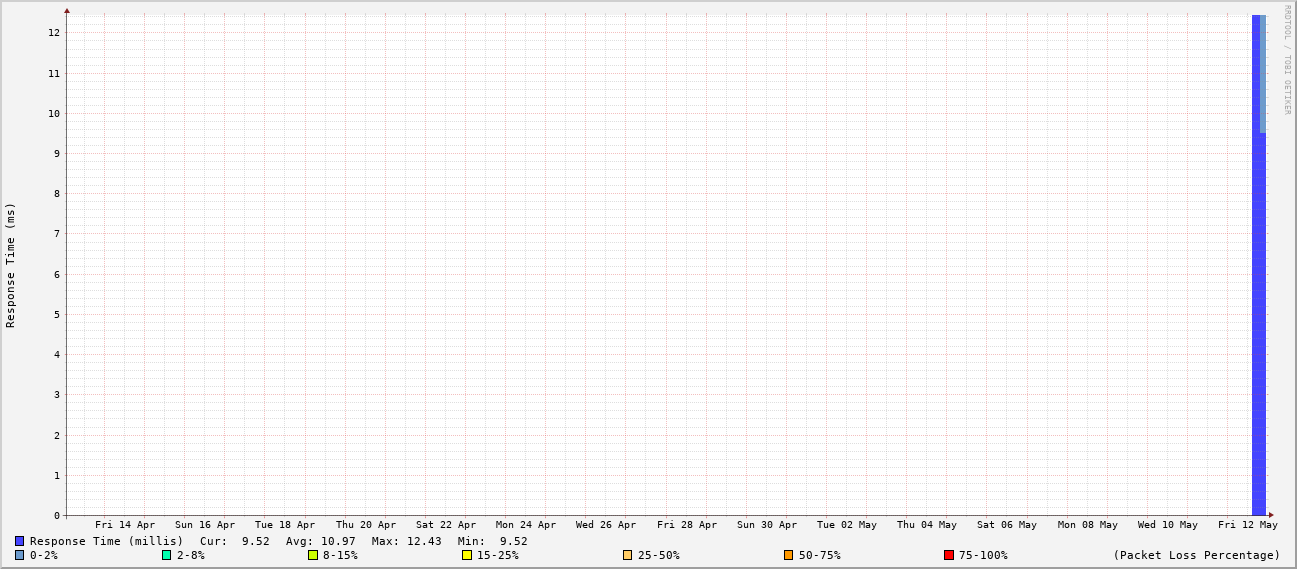 RRDTOOL / TOBI OETIKER
Response Time (ms)
12
11
10
9
8
7
6
5
4
3
2
1
0
Fri 14 Apr Sun 16 Apr Tue 18 Apr Thu 20 Apr Sat 22 Apr Mon 24 Apr Wed 26 Apr Fri 28 Apr Sun 30 Apr Tue 02 May Thu 04 May Sat 06 May Mon 08 May Wed 10 May Fri 12 May
Response Time (millis) Cur: 9.52 Avg: 10.97 Max: 12.43 Min: 9.52
0-2% 2-8% 8-15% 15-25% 25-50% 50-75% 75-100% (Packet Loss Percentage)